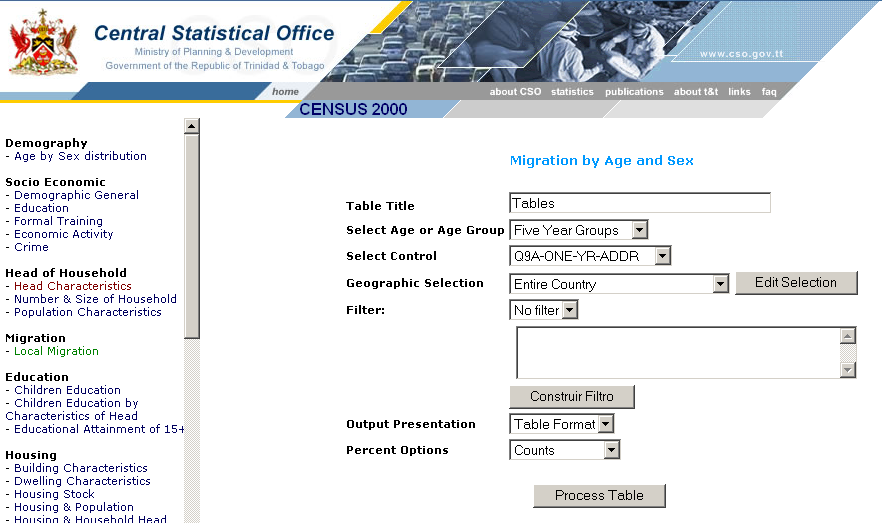 Central Statistical Office
Ministry of Planning & Development
Government of the Republic of Trinidad & Tobago
www.cso.gov.tt
home
about CSO statistics publications about t&t links faq
CENSUS 2000
Demography
- Age by Sex distribution
Socio Economic
- Demographic General
- Education
- Formal Training
- Economic Activity
- Crime
Head of Household
- Head Characteristics
- Number & Size of Household
- Population Characteristics
Migration
- Local Migration
Education
- Children Education
- Children Education by
Characteristics of Head
- Educational Attainment of 15+
Housing
- Building Characteristics
- Dwelling Characteristics
- Housing Stock
- Housing & Population
- Housing & Household Head
Migration by Age and Sex
Table Title Tables
Select Age or Age Group Five Year Groups
Select Control Q9A-ONE-YR-ADDR
Geographic Selection Entire Country Edit Selection
Filter: No filter
Construir Filtro
Output Presentation Table Format
Percent Options Counts
Process Table